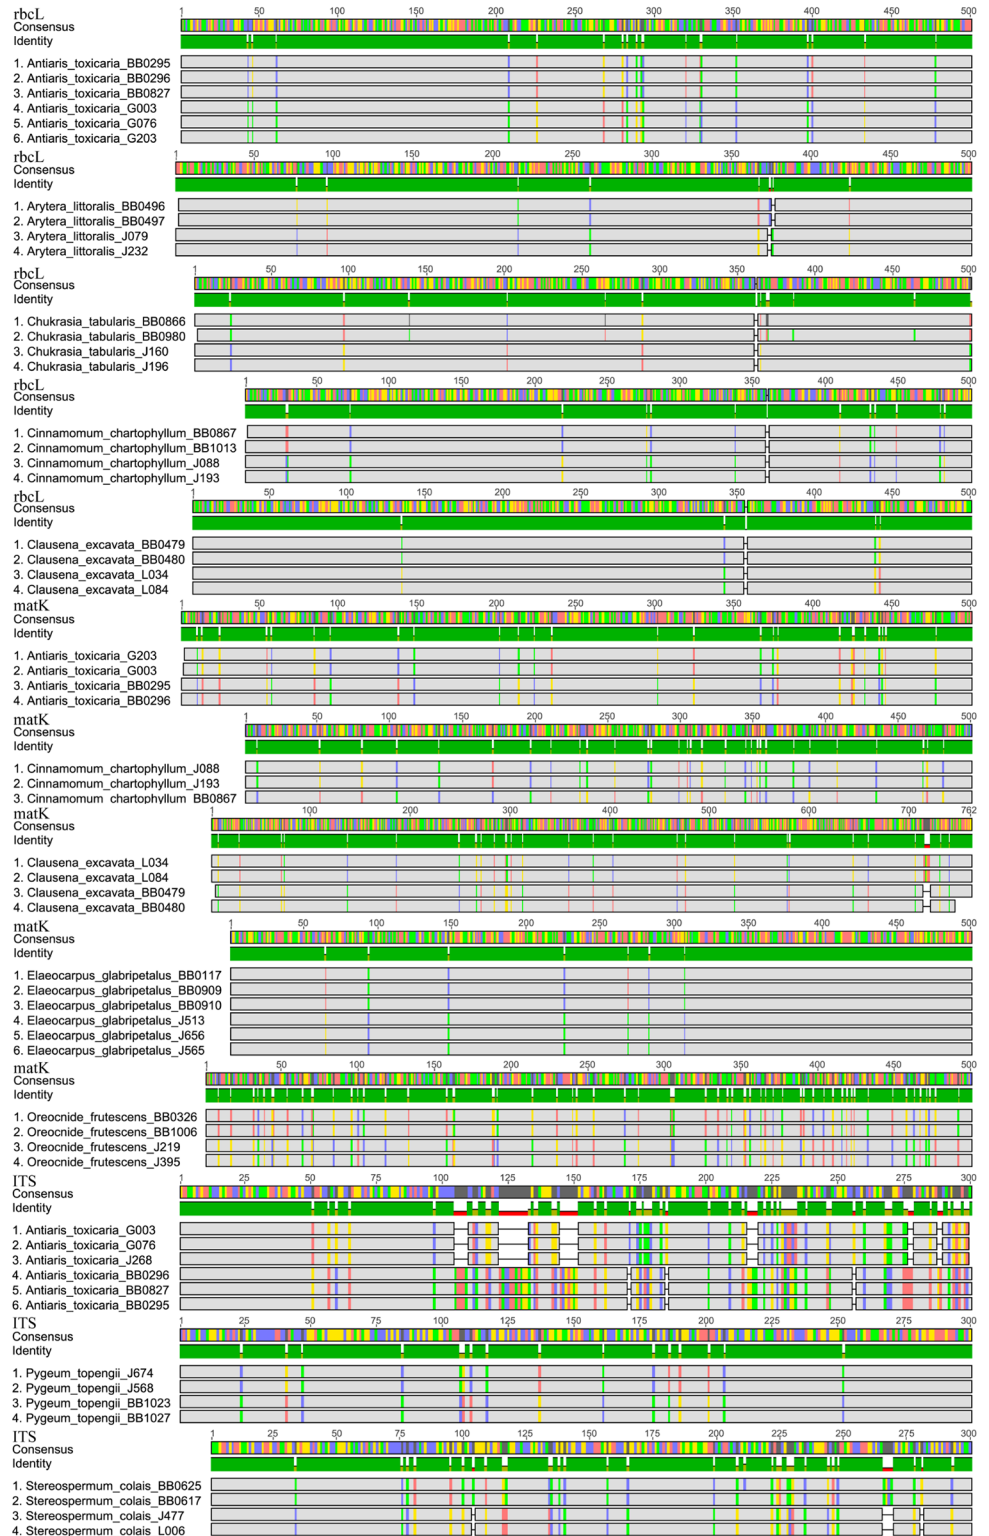 rbcL
1 50 100 150 200 250 300 350 400 450 502
Consensus
Identity
1. Antiaris_toxicaria_BB0295
2. Antiaris_toxicaria_BB0296
3. Antiaris_toxicaria_BB0827
4. Antiaris_toxicaria_G003
5. Antiaris_toxicaria_G076
6. Antiaris_toxicaria_G203
rbcL
1 50 100 150 200 250 300 350 400 450 502
Consensus
Identity
1. Arytera_littoralis_BB0496
2. Arytera_littoralis_BB0497
3. Arytera_littoralis_J079
4. Arytera_littoralis_J232
rbcL
1 50 100 150 200 250 300 350 400 450 502
Consensus
Identity
1. Chukrasia_tabularis_BB0866
2. Chukrasia_tabularis_BB0980
3. Chukrasia_tabularis_J160
4. Chukrasia_tabularis_J196
rbcL
1 50 100 150 200 250 300 350 400 450 502
Consensus
Identity
1. Cinnamomum_chartophyllum_BB0867
2. Cinnamomum_chartophyllum_BB1013
3. Cinnamomum_chartophyllum_J088
4. Cinnamomum_chartophyllum_J193
rbcL
1 50 100 150 200 250 300 350 400 450 502
Consensus
Identity
1. Clausena_excavata_BB0479
2. Clausena_excavata_BB0480
3. Clausena_excavata_L034
4. Clausena_excavata_L084
matK
1 50 100 150 200 250 300 350 400 450 502
Consensus
Identity
1. Antiaris_toxicaria_G203
2. Antiaris_toxicaria_G003
3. Antiaris_toxicaria_BB0295
4. Antiaris_toxicaria_BB0296
matK
1 50 100 150 200 250 300 350 400 450 502
Consensus
Identity
1. Cinnamomum_chartophyllum_J088
2. Cinnamomum_chartophyllum_J193
3. Cinnamomum_chartophyllum_BB0867
matK
1 100 200 300 400 500 600 700 762
Consensus
Identity
1. Clausena_excavata_L034
2. Clausena_excavata_L084
3. Clausena_excavata_BB0479
4. Clausena_excavata_BB0480
matK
1 50 100 150 200 250 300 350 400 450 502
Consensus
Identity
1. Elaeocarpus_glabripetalus_BB0117
2. Elaeocarpus_glabripetalus_BB0909
3. Elaeocarpus_glabripetalus_BB0910
4. Elaeocarpus_glabripetalus_J513
5. Elaeocarpus_glabripetalus_J656
6. Elaeocarpus_glabripetalus_J565
matK
1 50 100 150 200 250 300 350 400 450 502
Consensus
Identity
1. Oreocnide_frutescens_BB0326
2. Oreocnide_frutescens_BB1006
3. Oreocnide_frutescens_J219
4. Oreocnide_frutescens_J395
ITS
1 25 50 75 100 125 150 175 200 225 250 275 301
Consensus
Identity
1. Antiaris_toxicaria_G003
2. Antiaris_toxicaria_G076
3. Antiaris_toxicaria_J268
4. Antiaris_toxicaria_BB0296
5. Antiaris_toxicaria_BB0827
6. Antiaris_toxicaria_BB0295
ITS
1 25 50 75 100 125 150 175 200 225 250 275 301
Consensus
Identity
1. Pygeum_topengii_J674
2. Pygeum_topengii_J568
3. Pygeum_topengii_BB1023
4. Pygeum_topengii_BB1027
ITS
1 25 50 75 100 125 150 175 200 225 250 275 301
Consensus
Identity
1. Stereospermum_colais_BB0625
2. Stereospermum_colais_BB0617
3. Stereospermum_colais_J477
4. Stereospermum_colais_L006